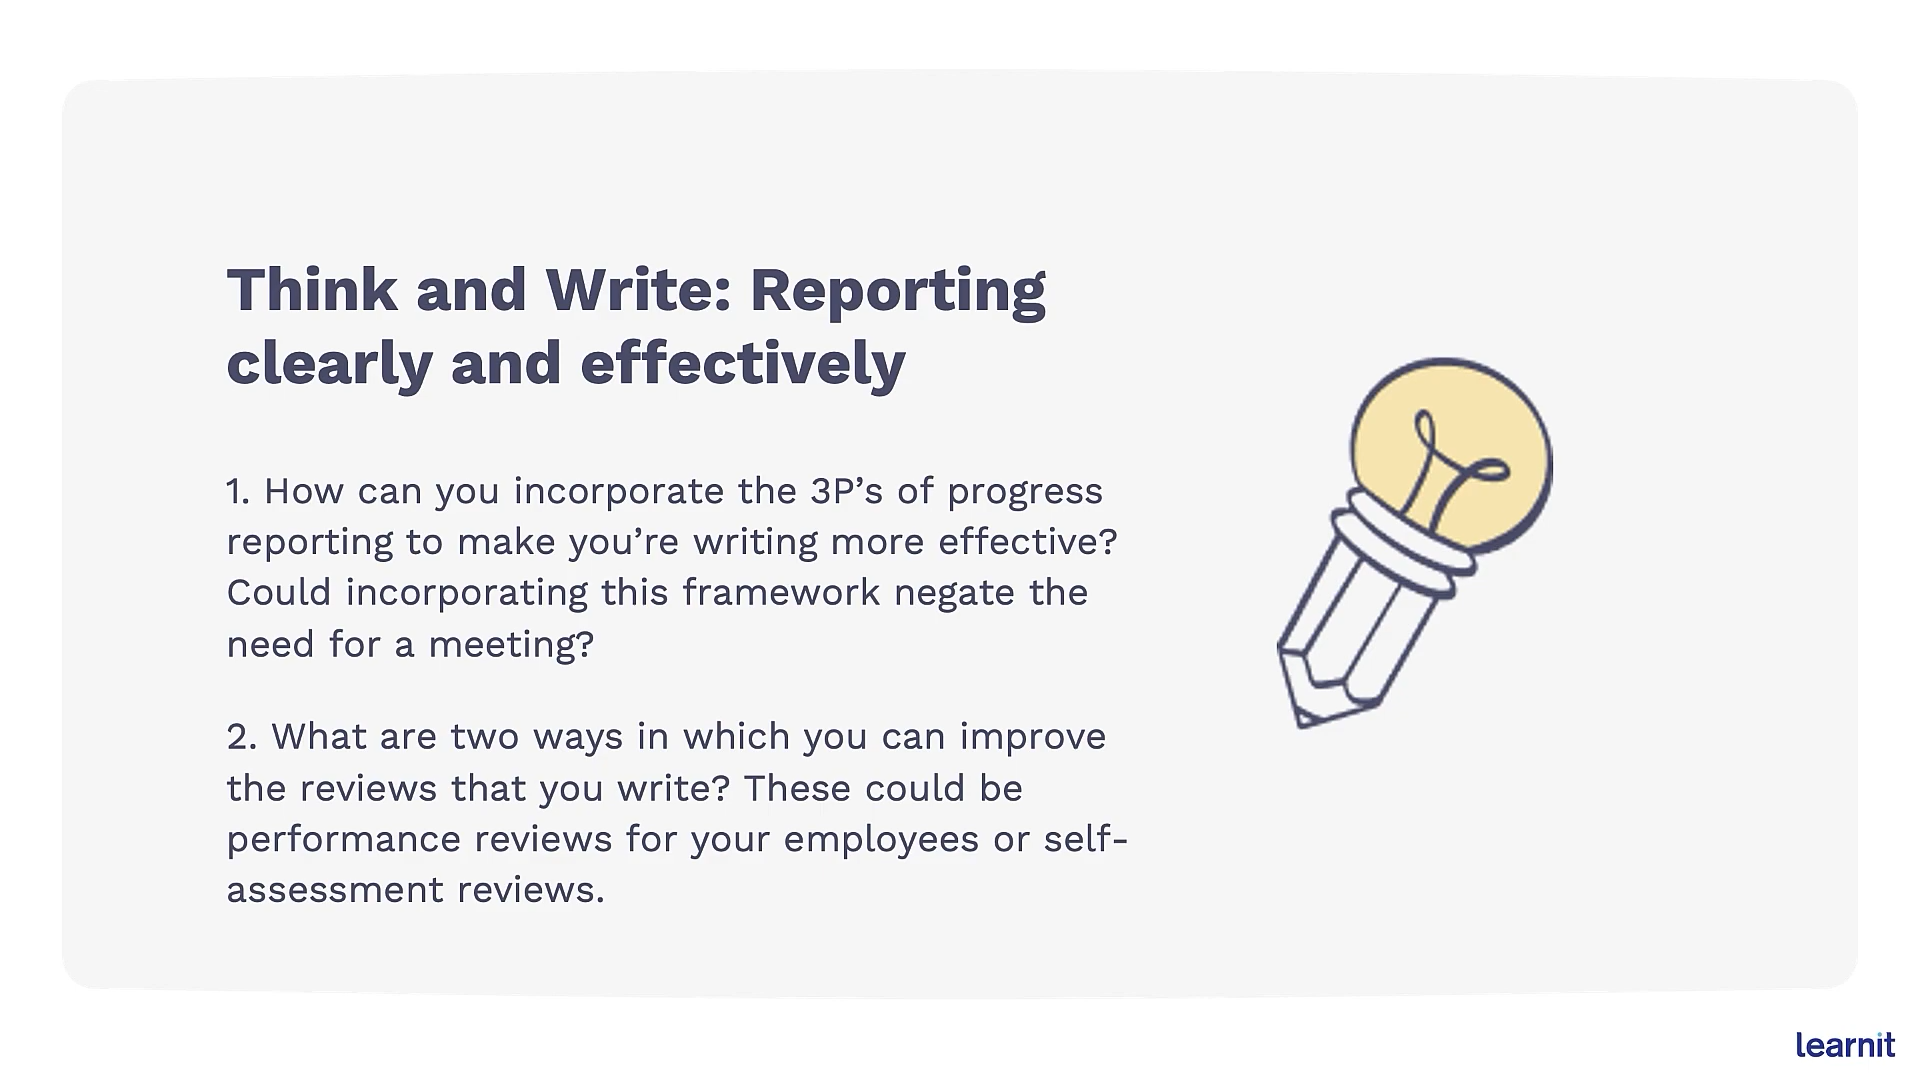 Think and Write: Reporting
clearly and effectively
1. How can you incorporate the 3P’s of progress
reporting to make you’re writing more effective?
Could incorporating this framework negate the
need for a meeting?
2. What are two ways in which you can improve
the reviews that you write? These could be
performance reviews for your employees or self-
assessment reviews.
learnit